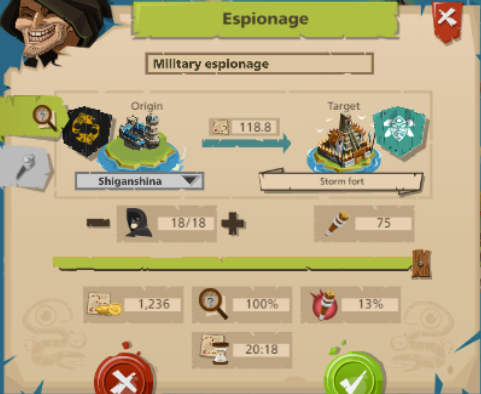 Espionage
Military espionage
Origin
Target
118.8
Shiganshina
Storm fort
18/18
75
1,236
100%
13%
20:18